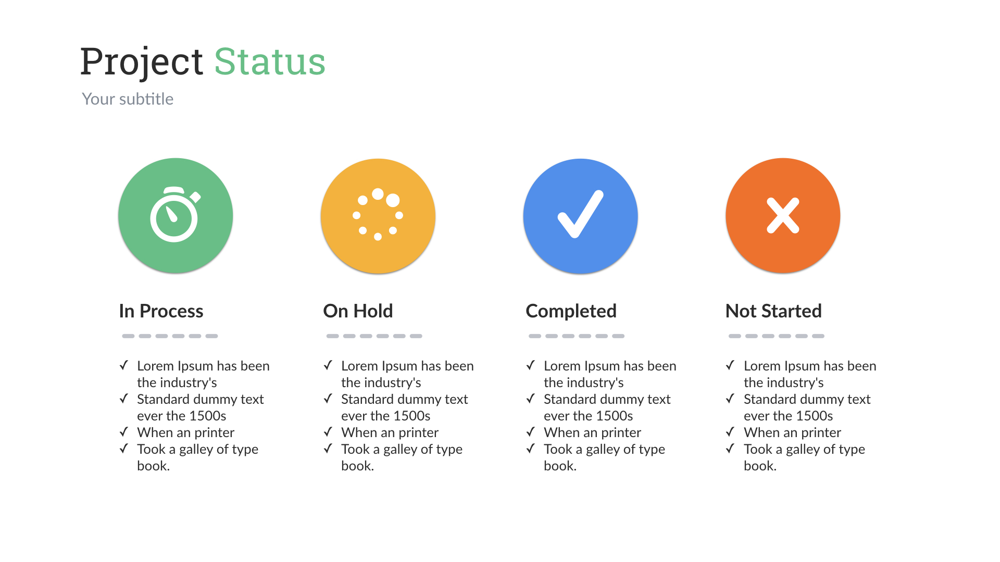 Project Status
Your subtitle
In Process
✓ Lorem Ipsum has been
the industry's
✓ Standard dummy text
ever the 1500s
✓ When an printer
✓ Took a galley of type
book.
On Hold
✓ Lorem Ipsum has been
the industry's
✓ Standard dummy text
ever the 1500s
✓ When an printer
✓ Took a galley of type
book.
Completed
✓ Lorem Ipsum has been
the industry's
✓ Standard dummy text
ever the 1500s
✓ When an printer
✓ Took a galley of type
book.
Not Started
✓ Lorem Ipsum has been
the industry's
✓ Standard dummy text
ever the 1500s
✓ When an printer
✓ Took a galley of type
book.